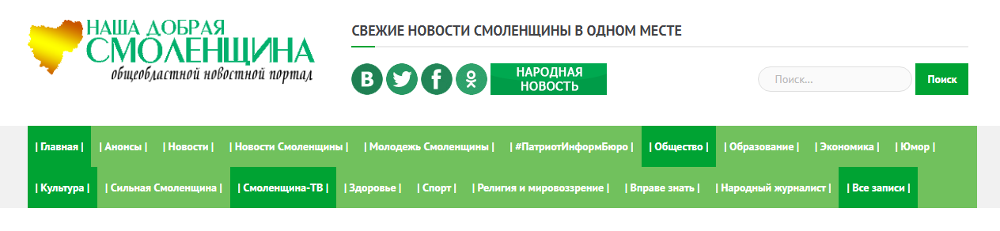 НАША ДОБРАЯ
СМОЛЕНЩИНА
общеобластной новостной портал
СВЕЖИЕ НОВОСТИ СМОЛЕНЩИНЫ В ОДНОМ МЕСТЕ
НАРОДНАЯ
НОВОСТЬ
Поиск...
Поиск
| Главная | | Анонсы | | Новости | | Новости Смоленщины | | Молодежь Смоленщины | | #ПатриотИнформБюро | | Общество | | Образование | | Экономика | | Юмор |
| Культура | | Сильная Смоленщина | | Смоленщина-ТВ | | Здоровье | | Спорт | | Религия и мировоззрение | | Вправе знать | | Народный журналист | | Все записи |